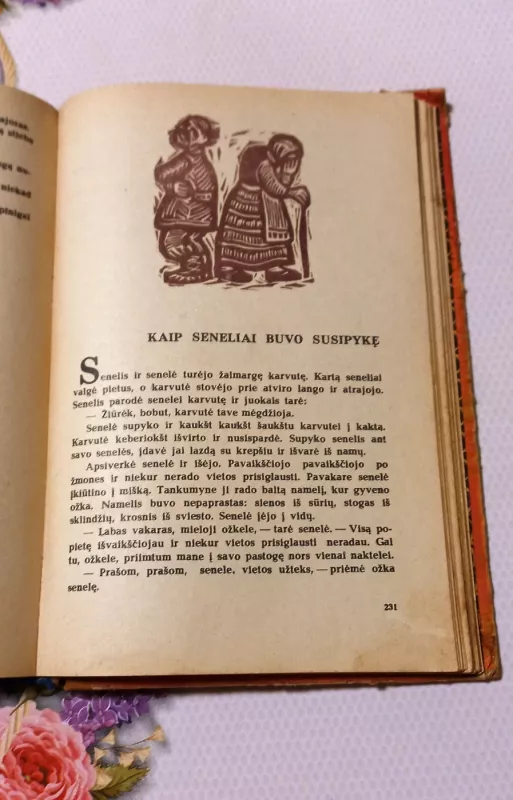 ajoran.
ą stietus
ogę nu-
niekad
pinigai
KAIP SENELIAI BUVO SUSIPYKĘ
Senelis ir senelė turėjo žalmargę karvutę. Kartą seneliai
valgė pietus, o karvutė stovėjo prie atviro lango ir atrajojo.
Senelis parodė senelei karvutę ir juokais tarė:
— Žiūrėk, bobut, karvutė tave mėgdžioja.
Senelė supyko ir kaukšt kaukšt šaukštu karvutei į kaktą.
Karvutė keberiokšt išvirto ir nusispardė. Supyko senelis ant
savo senelės, įdavė jai lazdą su krepšiu ir išvarė iš namų.
Apsiverkė senelė ir išėjo. Pavaikščiojo pavaikščiojo po
žmones ir niekur nerado vietos prisiglausti. Pavakare senelė
įkiūtino į mišką. Tankumyne ji rado baltą namelį, kur gyveno
ožka. Namelis buvo nepaprastas: sienos iš sūrių, stogas iš
sklindžių, krosnis iš sviesto. Senelė įėjo į vidų.
— Labas vakaras, mieloji ožkele, — tarė senelė. — Visą po-
pietę išvaikščiojau ir niekur vietos prisiglausti neradau. Gal
tu, ožkele, priimtum mane į savo pastogę nors vienai naktelei.
— Prašom, prašom, senele, vietos užteks, — priėmė ožka
senelę.
231